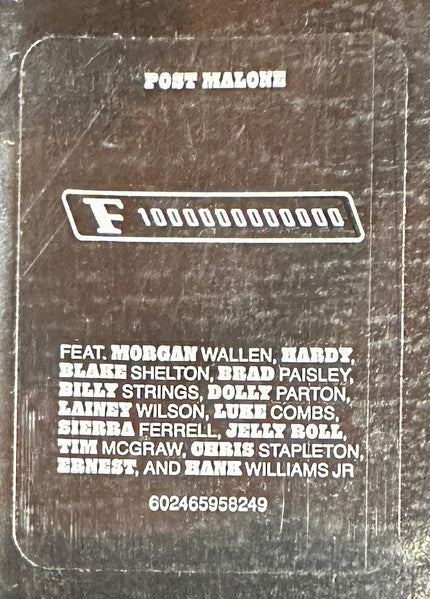 POST MALONE
F 1000000000000
FEAT. MORGAN WALLEN, HARDY,
BLAKE SHELTON, BRAD PAISLEY,
BILLY STRINGS, DOLLY PARTON,
LAINEY WILSON, LUKE COMBS,
SIERRA FERRELL, JELLY ROLL,
TIM MCGRAW, CHRIS STAPLETON,
ERNEST, AND HANK WILLIAMS JR
602465958249